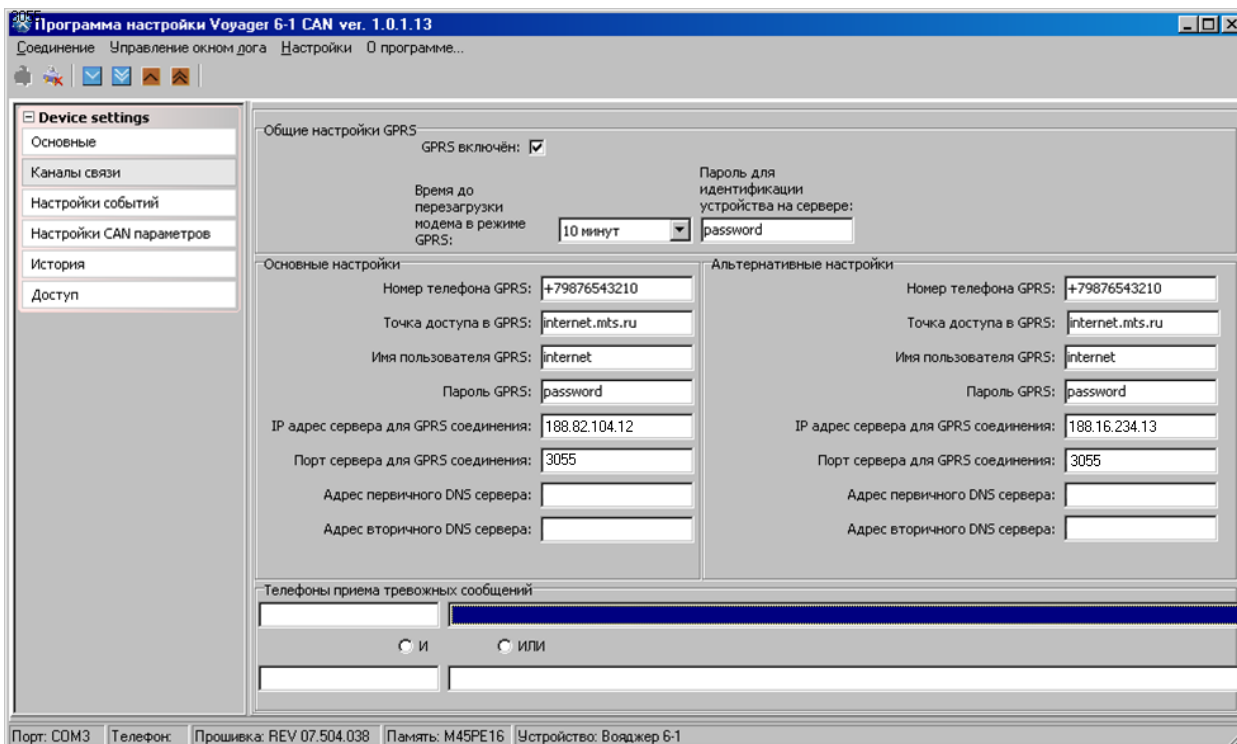 3055
Программа настройки Voyager 6-1 CAN ver. 1.0.1.13
Соединение Управление окном лога Настройки О программе...
Device settings
Основные
Каналы связи
Настройки событий
Настройки CAN параметров
История
Доступ
Общие настройки GPRS
GPRS включён:
Время до
перезагрузки
модема в режиме
GPRS:
10 минут
Пароль для
идентификации
устройства на сервере:
password
Основные настройки
Номер телефона GPRS: +79876543210
Точка доступа в GPRS: internet.mts.ru
Имя пользователя GPRS: internet
Пароль GPRS: password
IP адрес сервера для GPRS соединения: 188.82.104.12
Порт сервера для GPRS соединения: 3055
Адрес первичного DNS сервера:
Адрес вторичного DNS сервера:
Альтернативные настройки
Номер телефона GPRS: +79876543210
Точка доступа в GPRS: internet.mts.ru
Имя пользователя GPRS: internet
Пароль GPRS: password
IP адрес сервера для GPRS соединения: 188.16.234.13
Порт сервера для GPRS соединения: 3055
Адрес первичного DNS сервера:
Адрес вторичного DNS сервера:
Телефоны приема тревожных сообщений
И ИЛИ
Порт: COM3 Телефон: Прошивка: REV 07.504.038 Память: M45PE16 Устройство: Вояджер 6-1